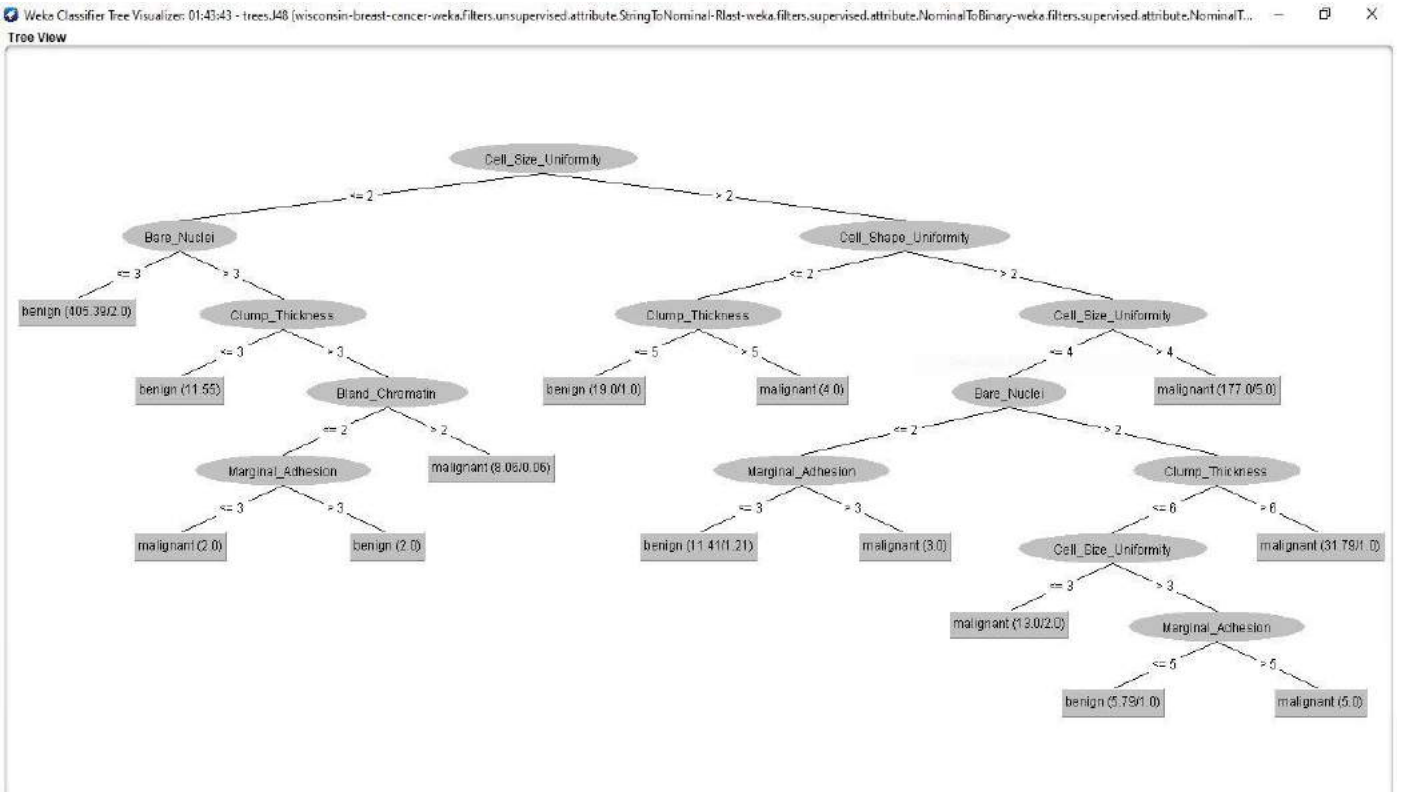 Weka Classifier Tree Visualizer: 01:43:43 - trees.J48 (wisconsin-breast-cancer-weka.filters.unsupervised.attribute.StringToNominal-Rlast-weka.filters.supervised.attribute.NominalToBinary-weka.filters.supervised.attribute.NominalT...
Tree View
Cell_Size_Uniformity
<= 2 > 2
Bare_Nuclei Cell_Shape_Uniformity
<= 3 > 3 <= 2 > 2
benign (405.39/2.0) Clump_Thickness Clump_Thickness Cell_Size_Uniformity
<= 3 > 3 <= 5 > 5 <= 4 > 4
benign (11.55) Bland_Chromatin benign (19.0/1.0) malignant (4.0) Bare_Nuclei malignant (177.0/5.0)
<= 2 > 2 <= 2 > 2
Marginal_Adhesion malignant (8.06/0.06) Marginal_Adhesion Clump_Thickness
<= 3 > 3 <= 3 > 3 <= 6 > 6
malignant (2.0) benign (2.0) benign (11.41/1.21) malignant (3.0) Cell_Size_Uniformity malignant (31.79/1.0)
<= 3 > 3
malignant (13.0/2.0) Marginal_Adhesion
<= 5 > 5
benign (5.79/1.0) malignant (5.0)